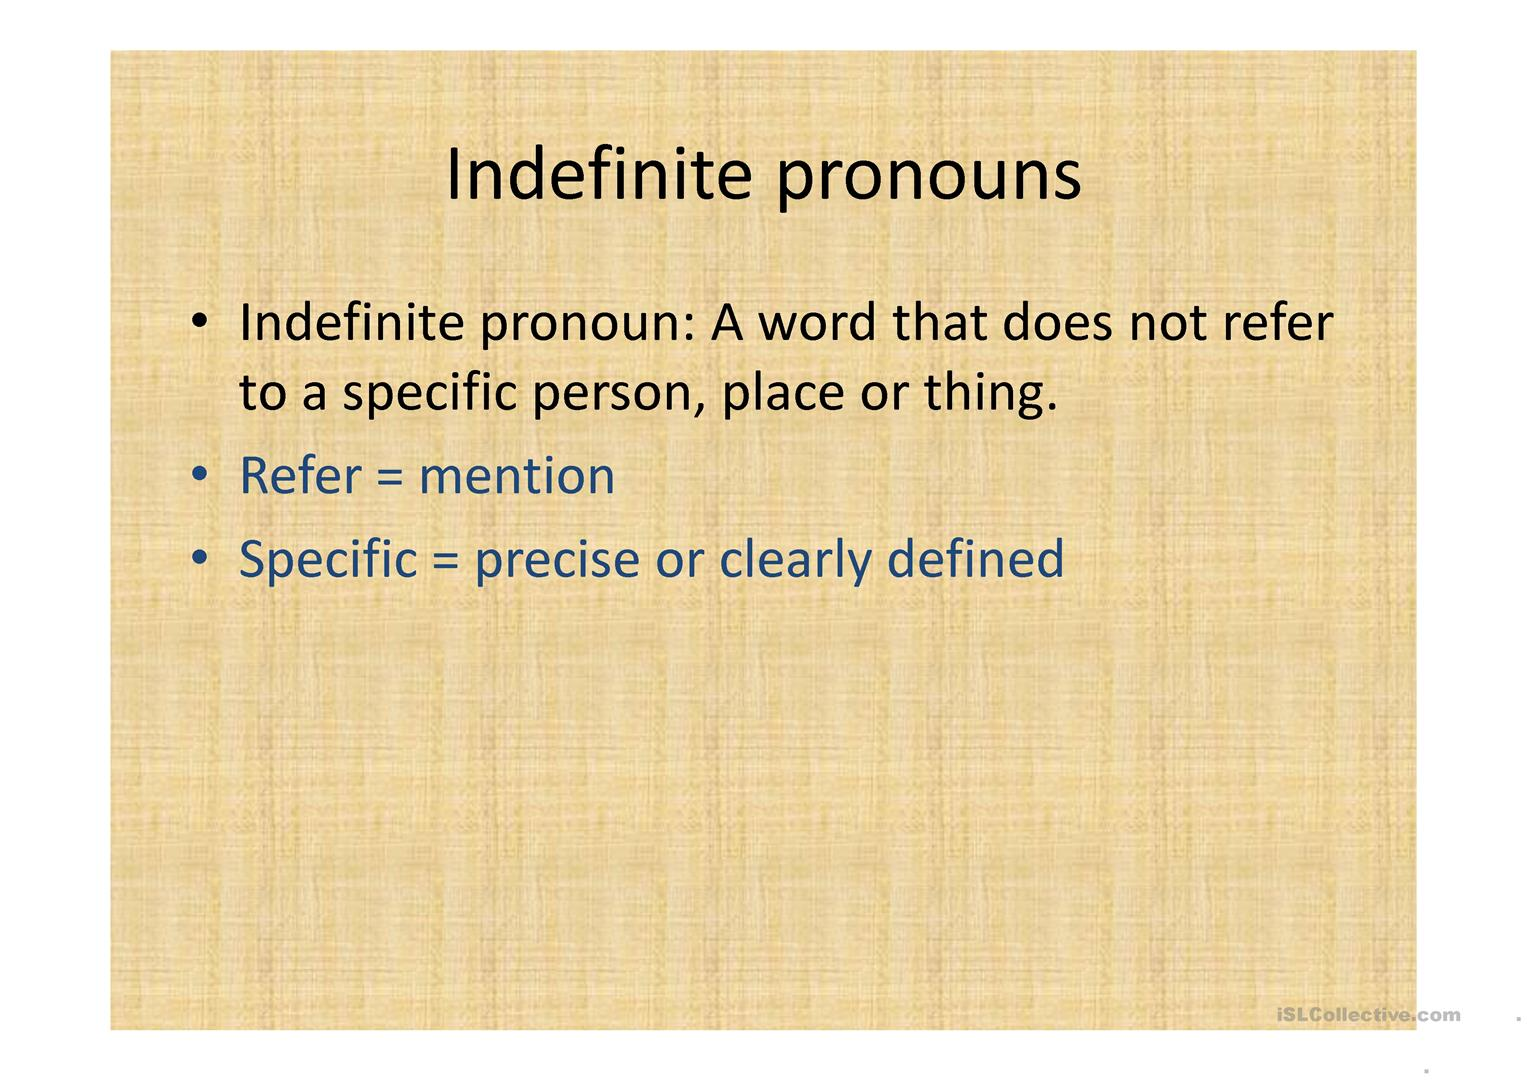 Indefinite pronouns
• Indefinite pronoun: A word that does not refer
to a specific person, place or thing.
• Refer = mention
• Specific = precise or clearly defined
iSLCollective.com